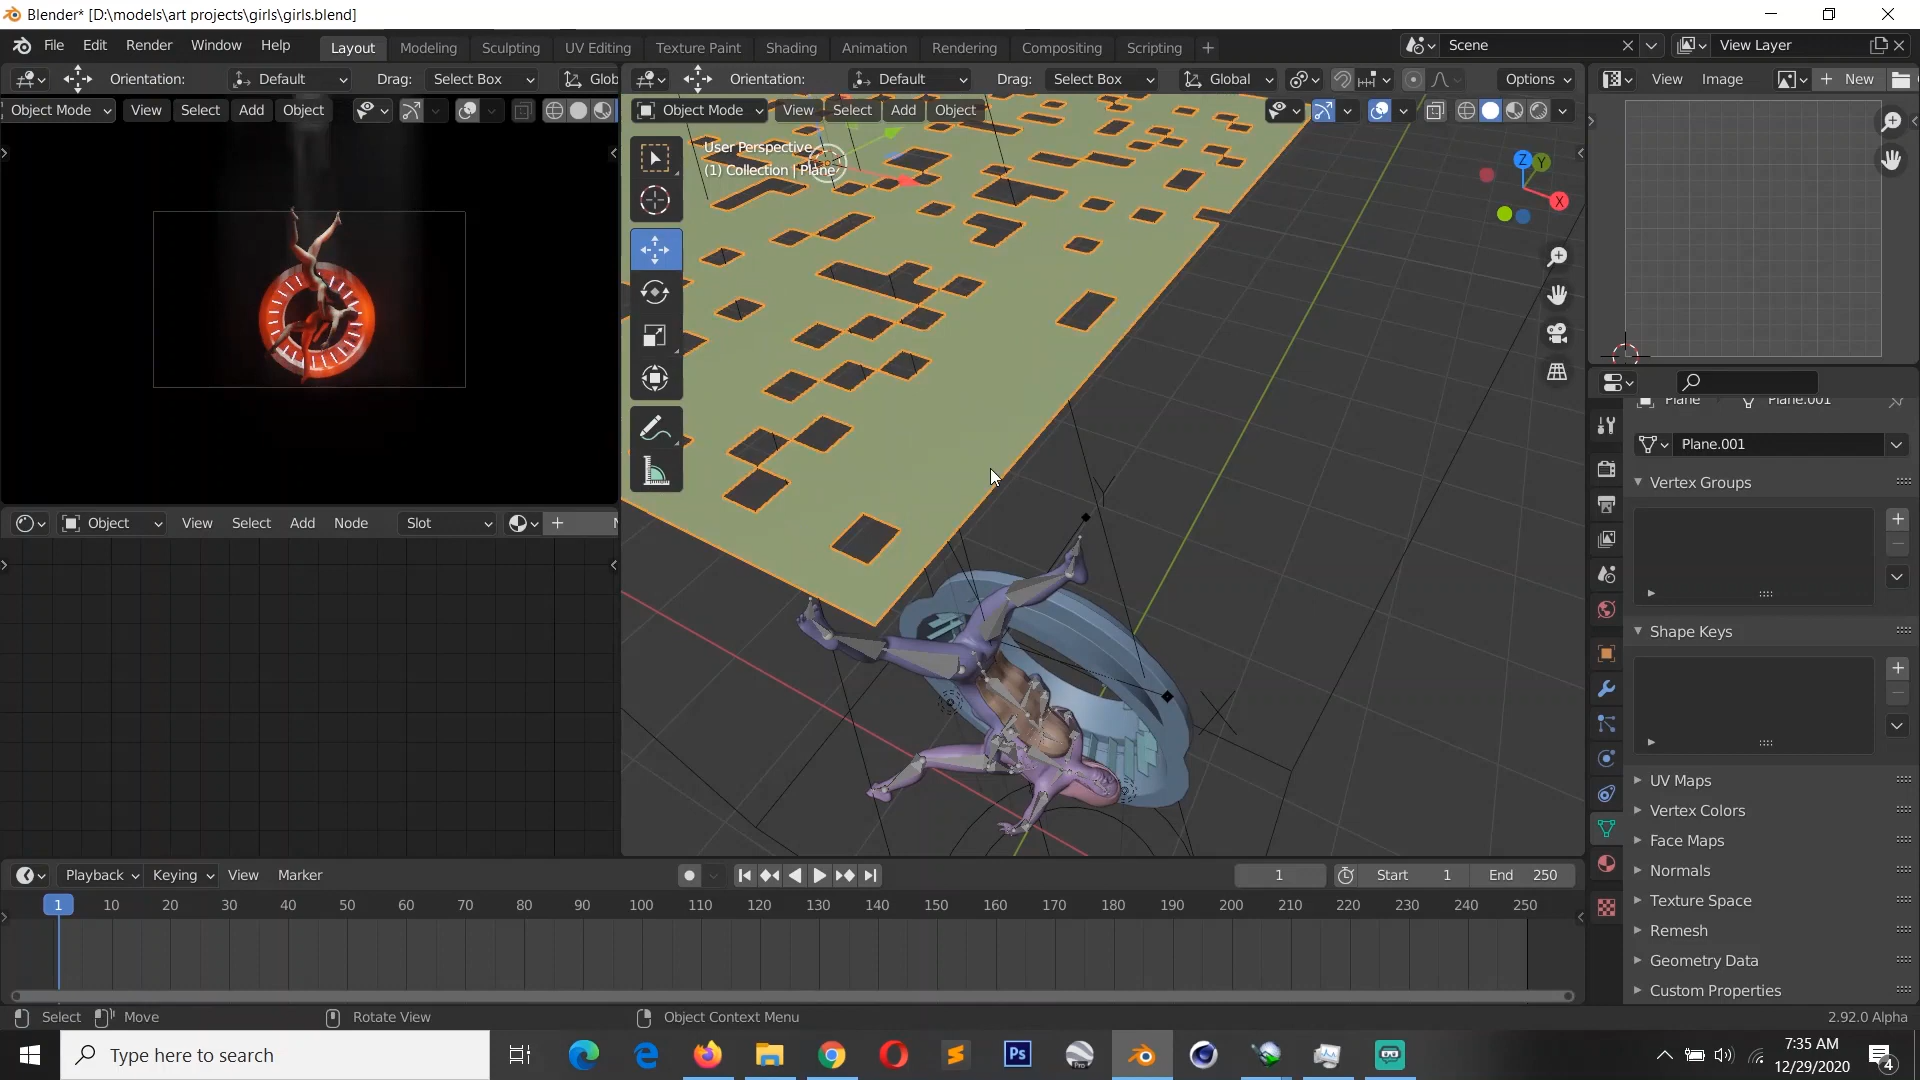 Blender* [D:\models\art projects\girls\girls.blend]
File Edit Render Window Help Layout Modeling Sculpting UV Editing Texture Paint Shading Animation Rendering Compositing Scripting + Scene View Layer
Orientation: Default Drag: Select Box Glob
Orientation: Default Drag: Select Box Global Options
View Image New
Object Mode View Select Add Object
Object Mode View Select Add Object
User Perspective
(1) Collection | Plane
Z Y X
Plane Plane.001
Plane.001
Vertex Groups
Shape Keys
UV Maps
Vertex Colors
Face Maps
Normals
Texture Space
Remesh
Geometry Data
Custom Properties
Object View Select Add Node Slot
Playback Keying View Marker 1 Start 1 End 250
1 10 20 30 40 50 60 70 80 90 100 110 120 130 140 150 160 170 180 190 200 210 220 230 240 250
Select Move Rotate View Object Context Menu 2.92.0 Alpha
Type here to search
Ps
Pro
7:35 AM
12/29/2020
4